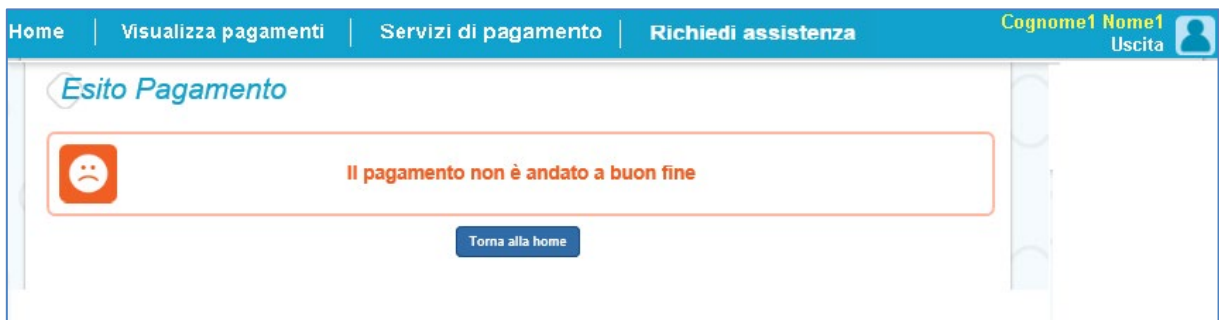 Home Visualizza pagamenti Servizi di pagamento Richiedi assistenza
Cognome1 Nome1
Uscita
Esito Pagamento
Il pagamento non è andato a buon fine
Torna alla home